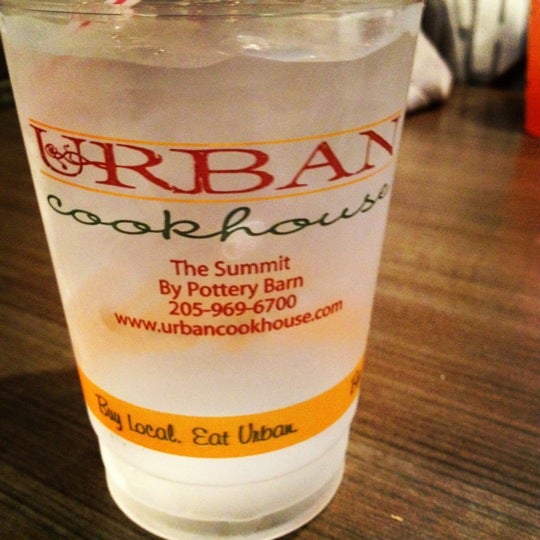 URBAN
cookhouse
The Summit
By Pottery Barn
205-969-6700
www.urbancookhouse.com
Buy Local. Eat Urban.